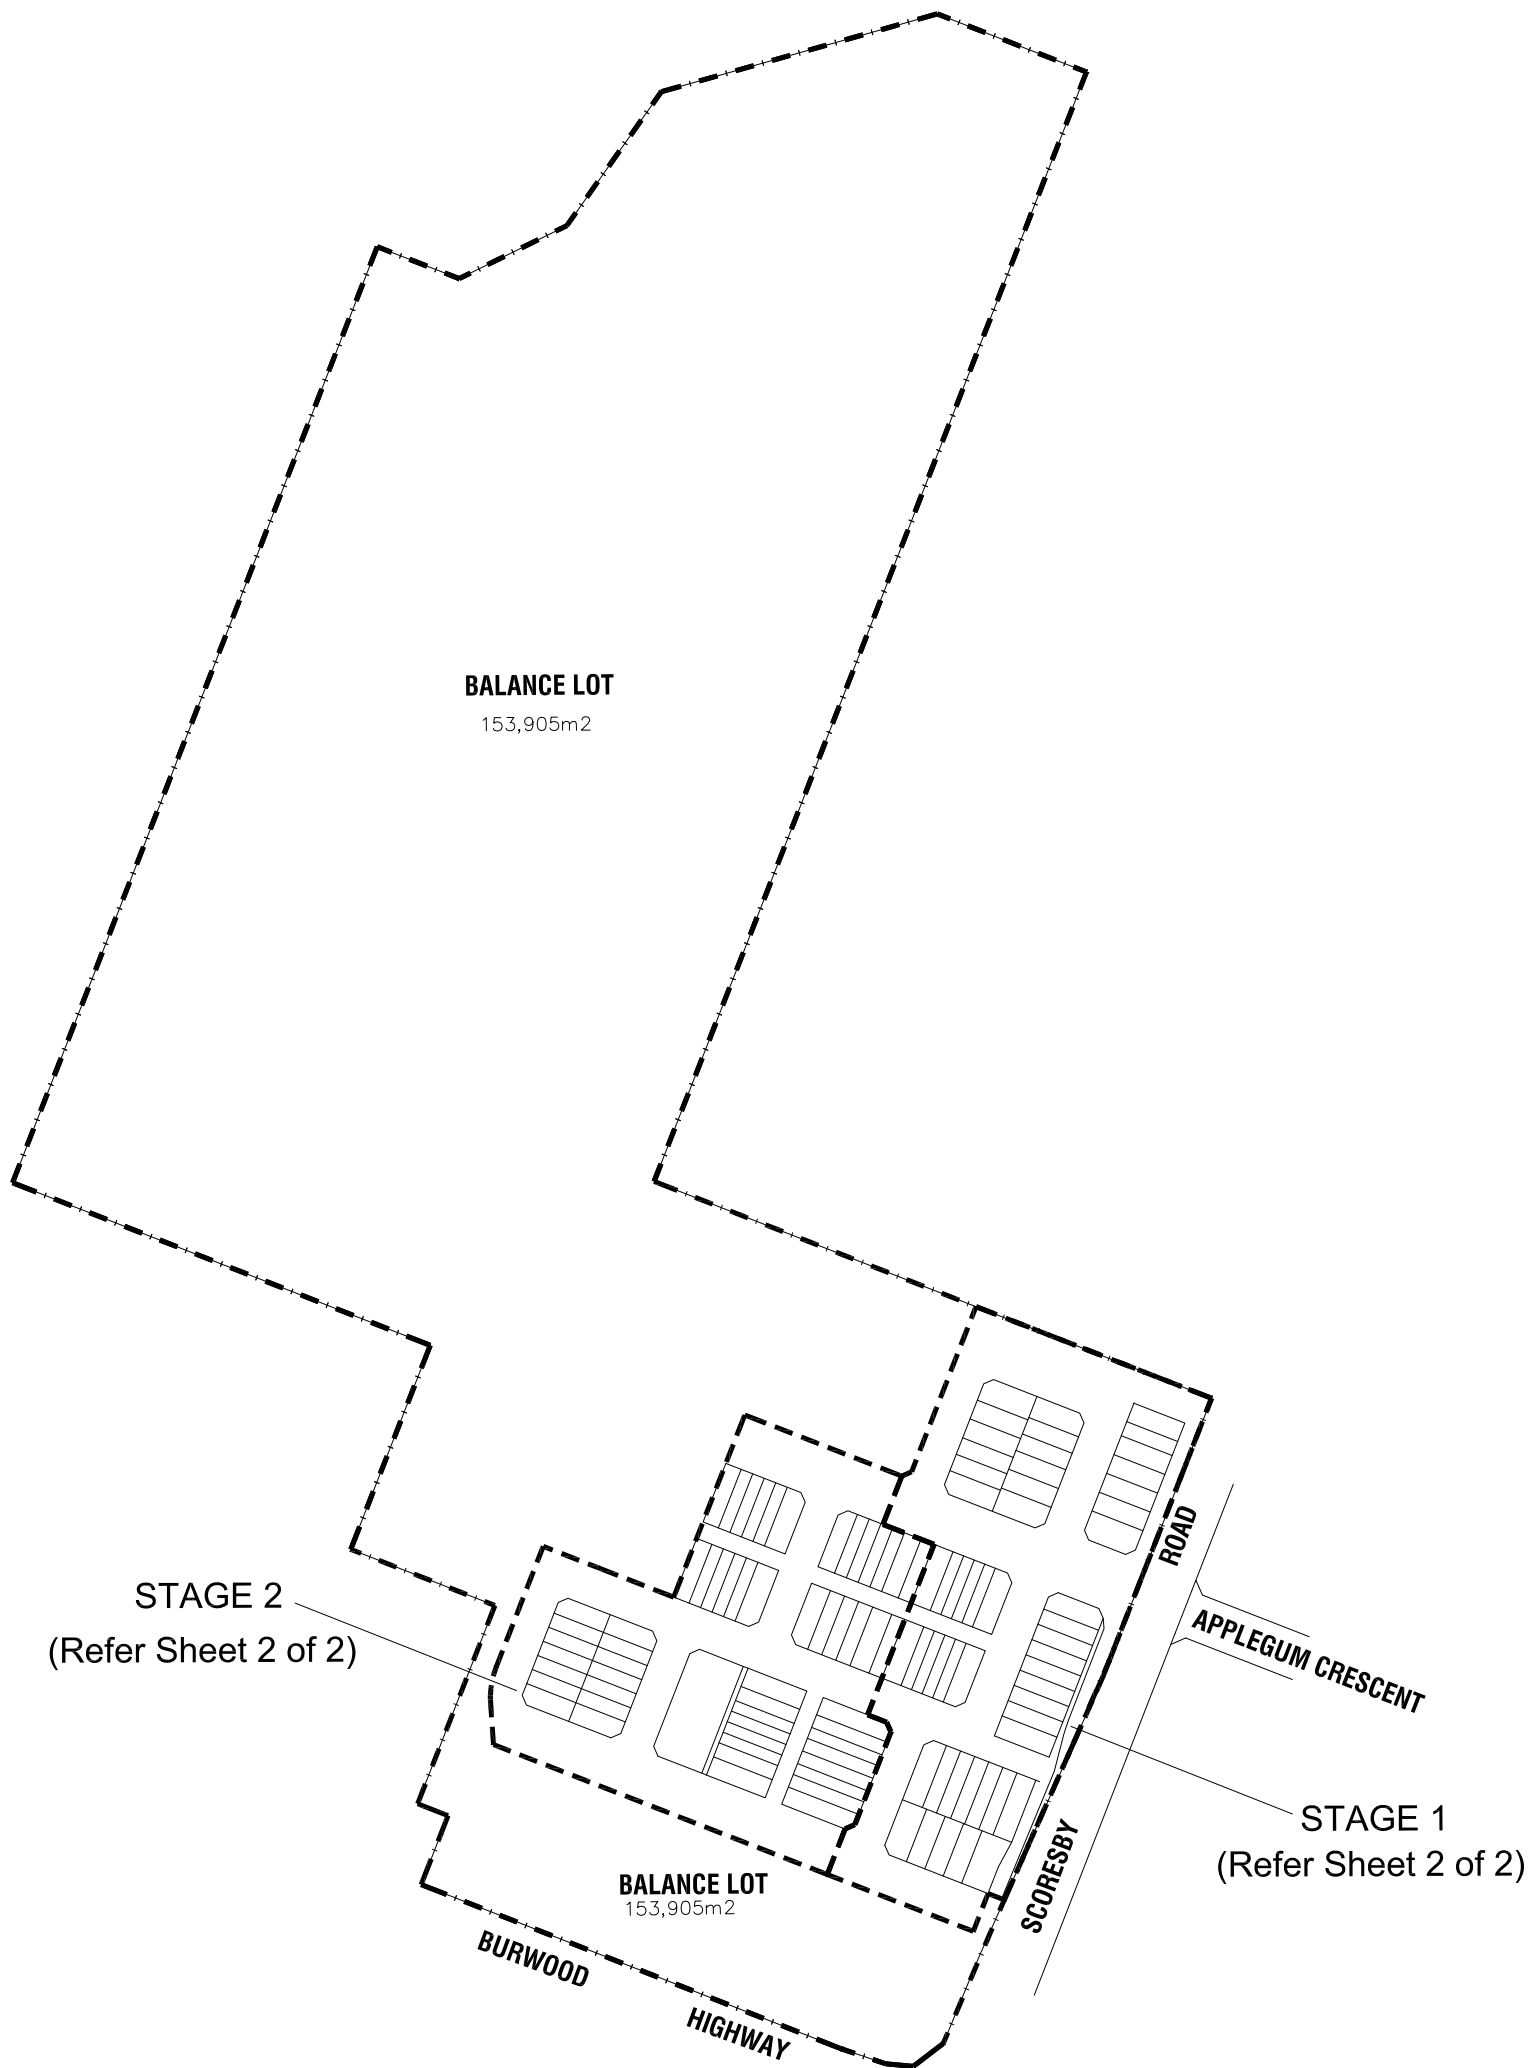 BALANCE LOT
153,905m2
ROAD
APPLEGUM CRESCENT
STAGE 2
(Refer Sheet 2 of 2)
STAGE 1
(Refer Sheet 2 of 2)
SCORESBY
BALANCE LOT
153,905m2
BURWOOD
HIGHWAY